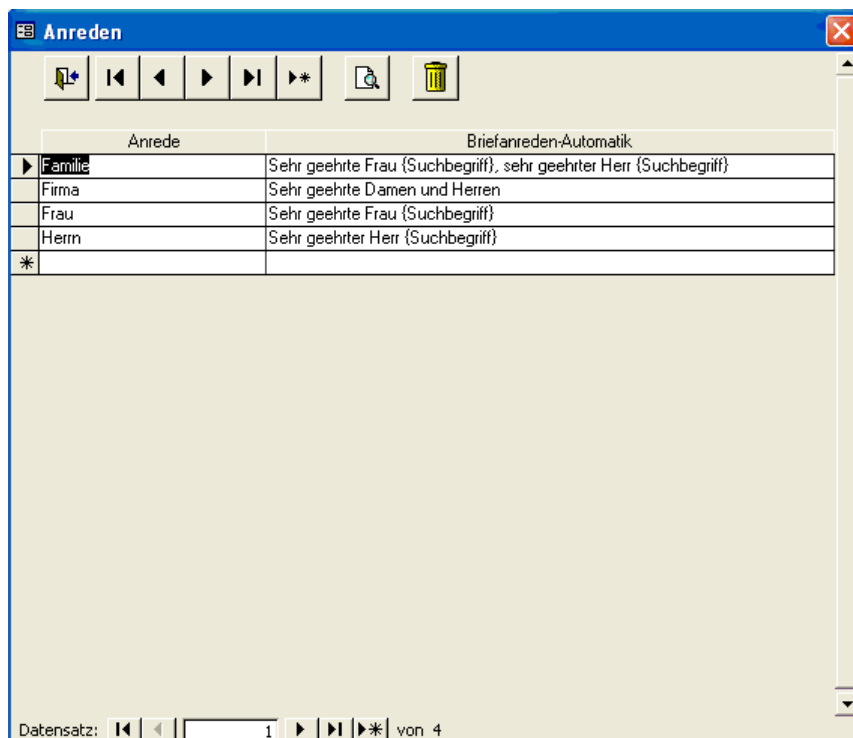 Anreden
Anrede Briefanreden-Automatik
Familie Sehr geehrte Frau {Suchbegriff}, sehr geehrter Herr {Suchbegriff}
Firma Sehr geehrte Damen und Herren
Frau Sehr geehrte Frau {Suchbegriff}
Herrn Sehr geehrter Herr {Suchbegriff}
Datensatz: 1 von 4